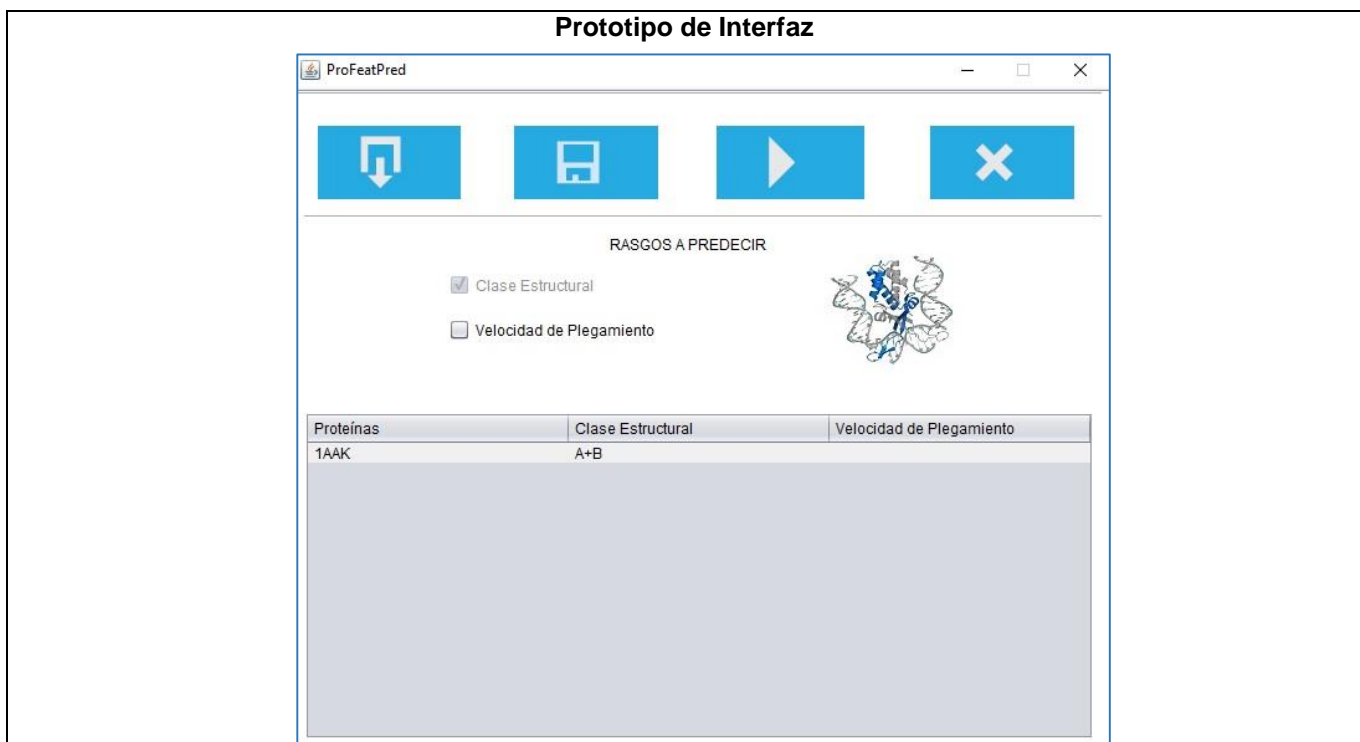 Prototipo de Interfaz
ProFeatPred
RASGOS A PREDECIR
Clase Estructural
Velocidad de Plegamiento
Proteínas Clase Estructural Velocidad de Plegamiento
1AAK A+B